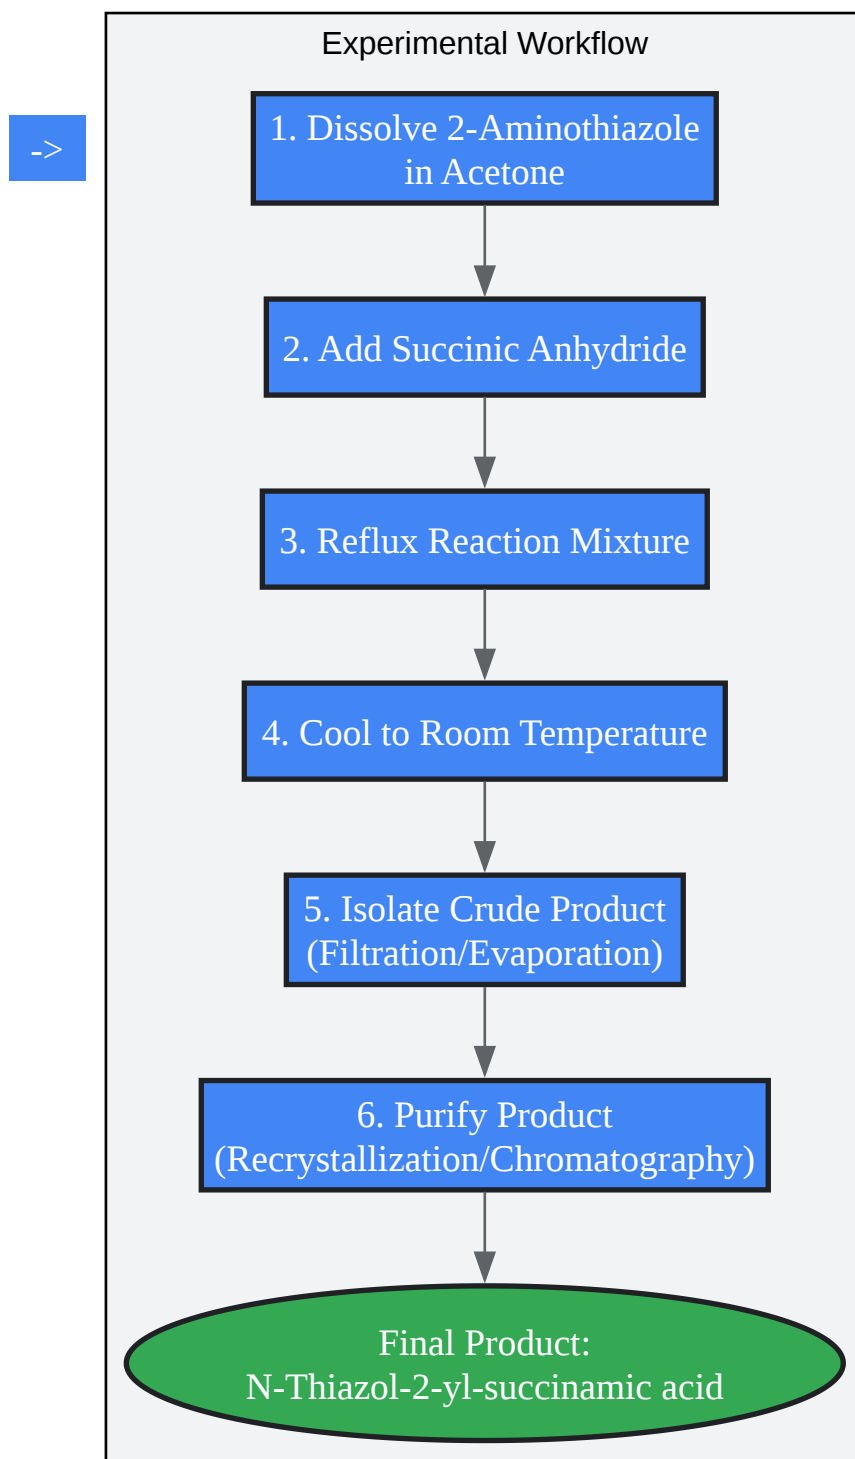 Experimental Workflow
->
1. Dissolve 2-Aminothiazole
in Acetone
2. Add Succinic Anhydride
3. Reflux Reaction Mixture
4. Cool to Room Temperature
5. Isolate Crude Product
(Filtration/Evaporation)
6. Purify Product
(Recrystallization/Chromatography)
Final Product:
N-Thiazol-2-yl-succinamic acid